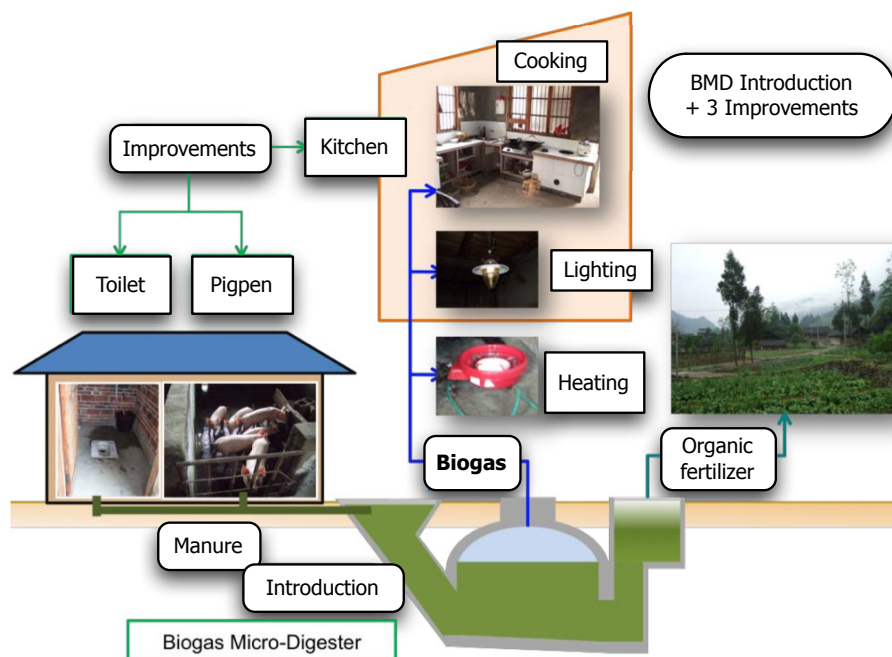 Cooking
BMD Introduction
+ 3 Improvements
Improvements
Kitchen
Toilet
Pigpen
Lighting
Heating
Biogas
Organic
fertilizer
Manure
Introduction
Biogas Micro-Digester